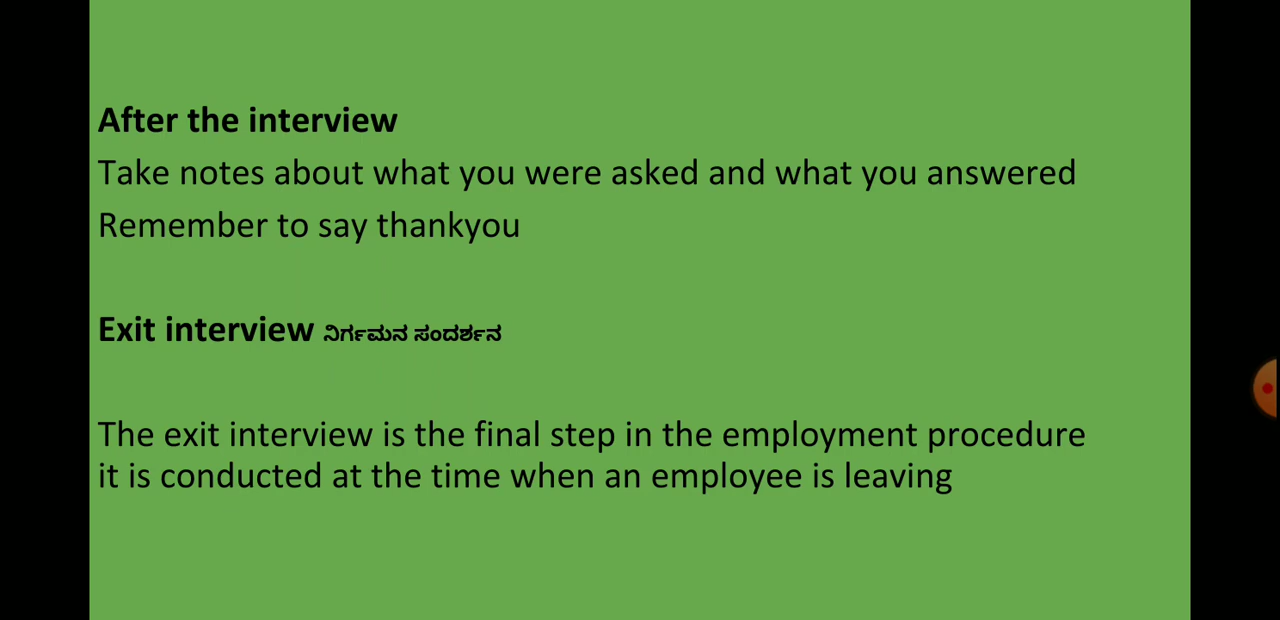 After the interview
Take notes about what you were asked and what you answered
Remember to say thankyou
Exit interview ನಿರ್ಗಮನ ಸಂದರ್ಶನ
The exit interview is the final step in the employment procedure
it is conducted at the time when an employee is leaving